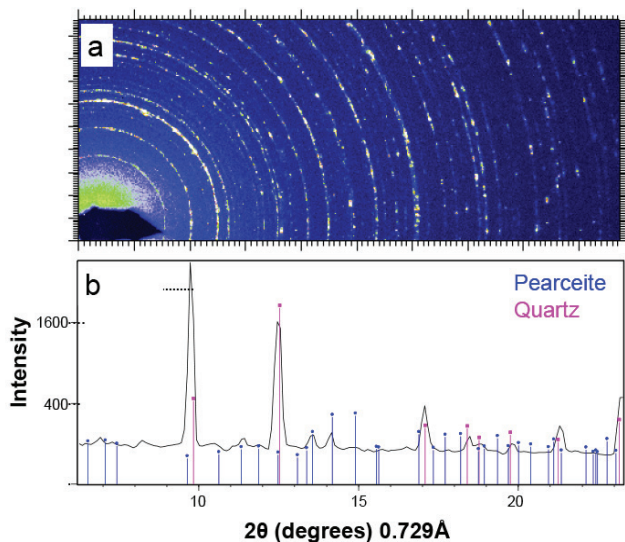 a
b
Pearceite
Quartz
Intensity
1600
400
10
15
20
2θ (degrees) 0.729Å